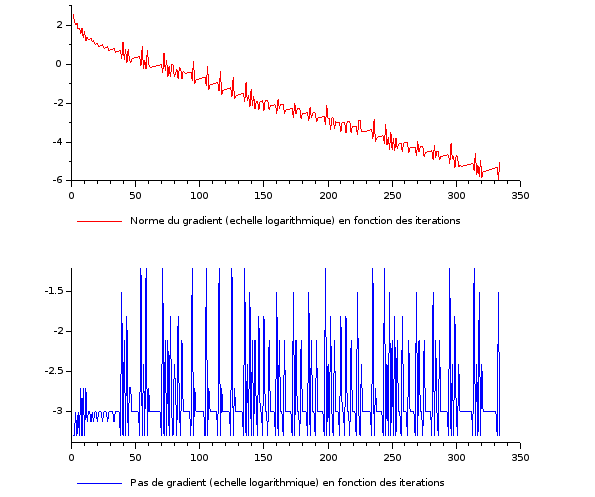 2
0
-2
-4
-6
0 50 100 150 200 250 300 350
Norme du gradient (echelle logarithmique) en fonction des iterations
-1.5
-2
-2.5
-3
0 50 100 150 200 250 300 350
Pas de gradient (echelle logarithmique) en fonction des iterations